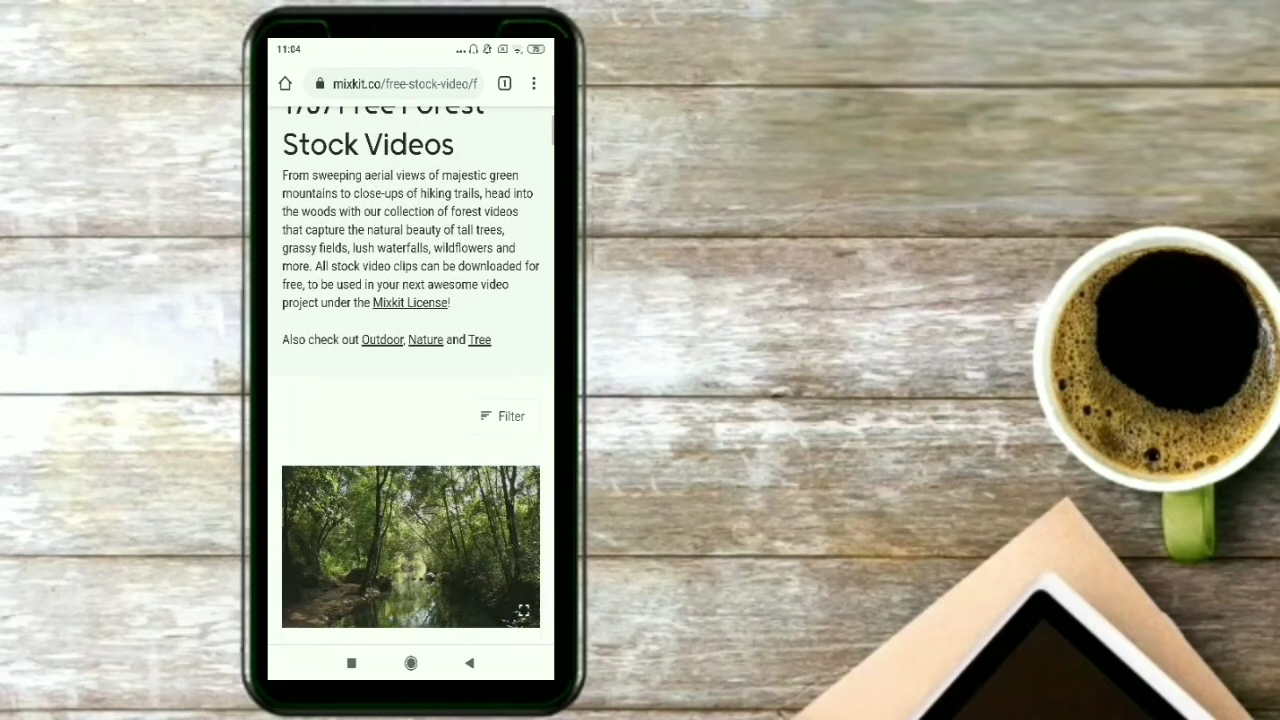 11:04
75
mixkit.co/free-stock-video/f
1
Free Forest
Stock Videos
From sweeping aerial views of majestic green
mountains to close-ups of hiking trails, head into
the woods with our collection of forest videos
that capture the natural beauty of tall trees,
grassy fields, lush waterfalls, wildflowers and
more. All stock video clips can be downloaded for
free, to be used in your next awesome video
project under the Mixkit License!
Also check out Outdoor, Nature and Tree
Filter